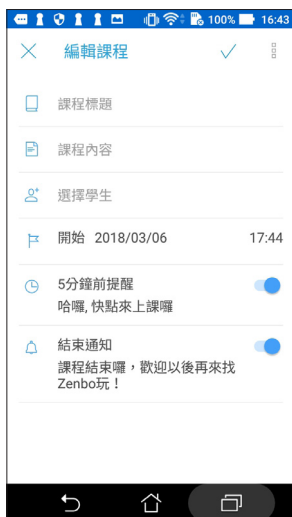 100% 16:43
編輯課程
課程標題
課程內容
選擇學生
開始 2018/03/06 17:44
5分鐘前提醒
哈囉, 快點來上課囉
結束通知
課程結束囉，歡迎以後再來找
Zenbo玩！